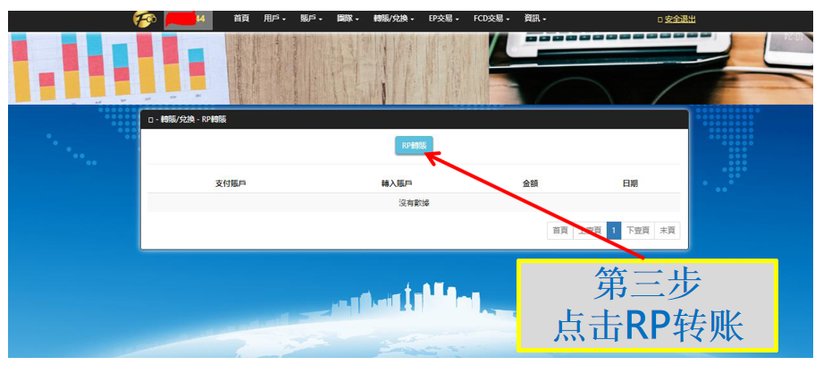 44 首頁 用戶 賬戶 團隊 轉賬/兌換 EP交易 FCD交易 資訊 安全退出
- 轉賬/兌換 - RP轉賬
RP轉賬
支付賬戶 轉入賬戶 金額 日期
沒有數據
首頁 上壹頁 1 下壹頁 末頁
第三步
点击RP转账